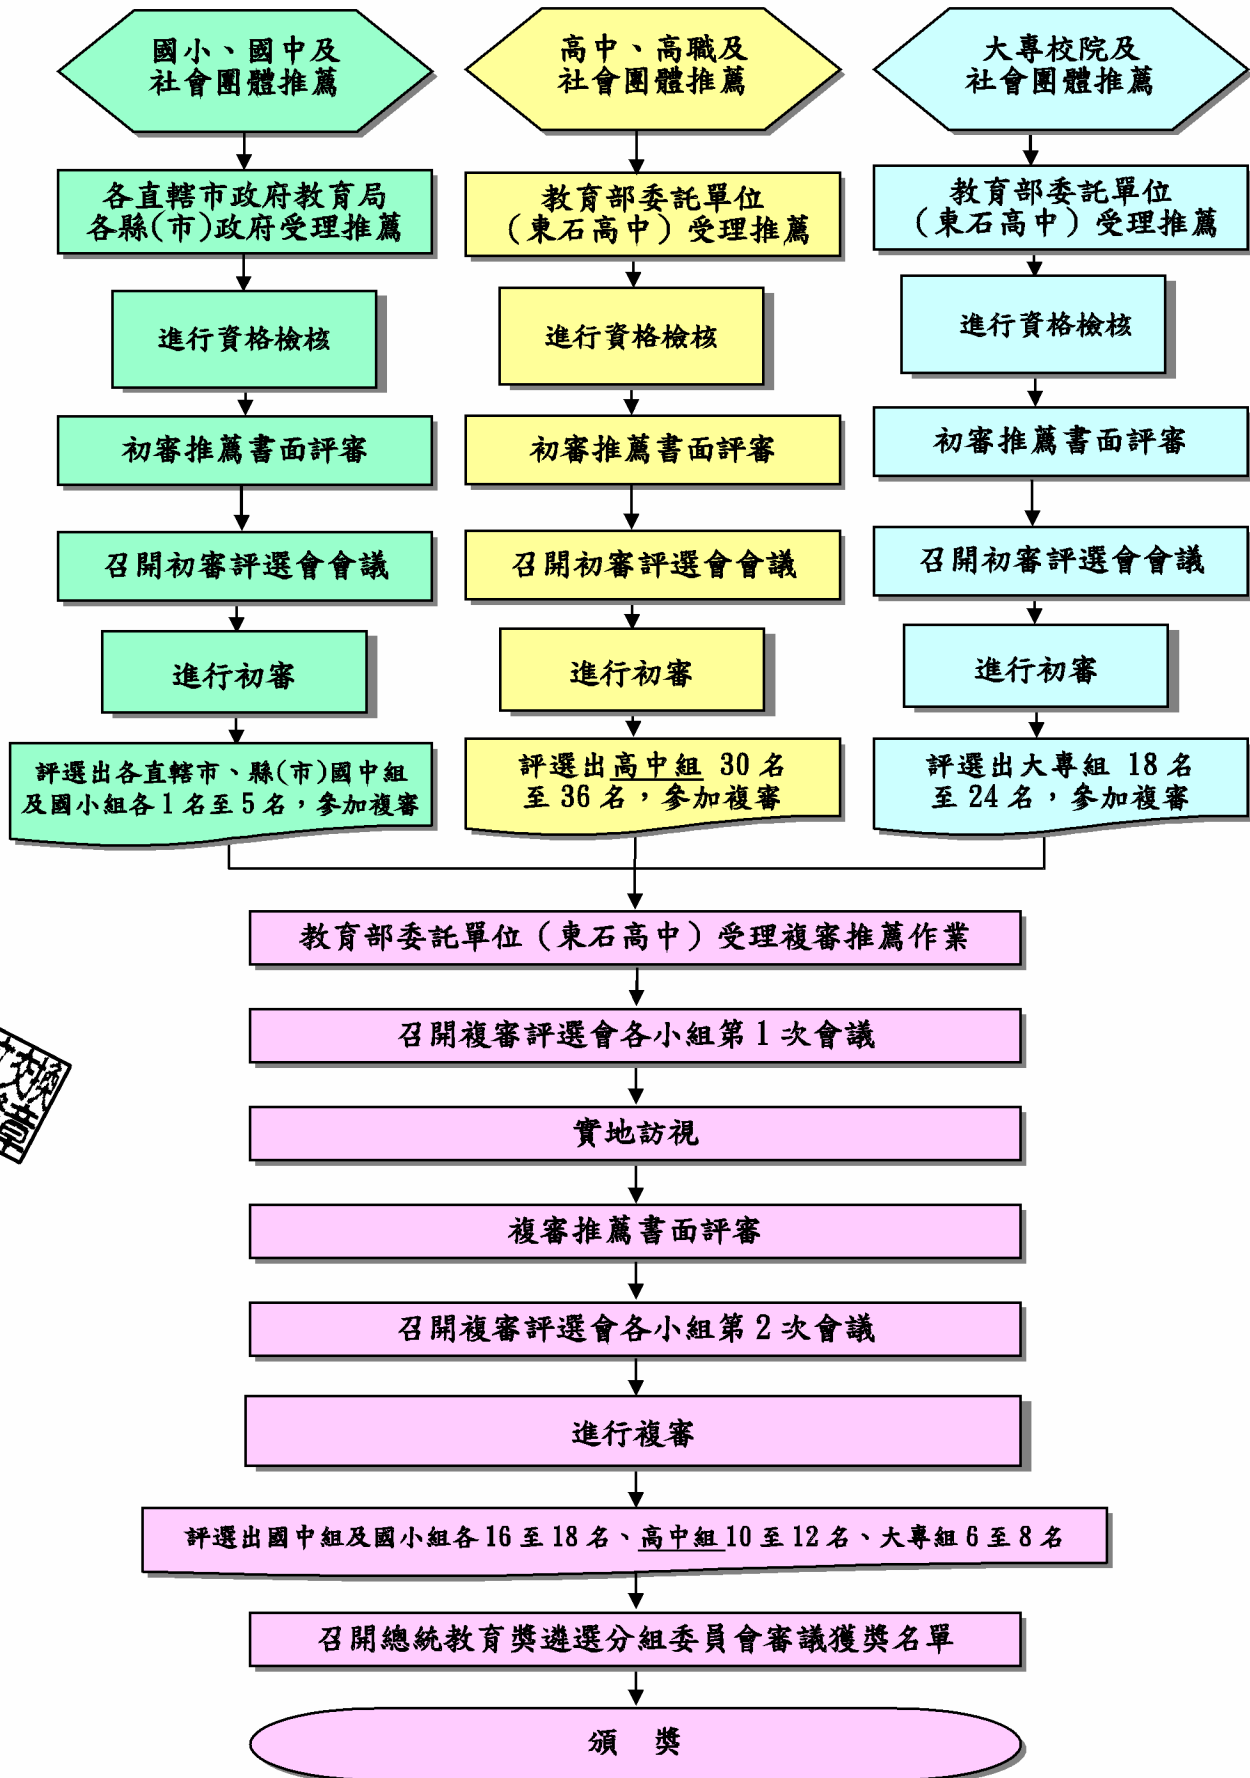 國小、國中及
社會團體推薦
各直轄市政府教育局
各縣(市)政府受理推薦
進行資格檢核
初審推薦書面評審
召開初審評選會會議
進行初審
評選出各直轄市、縣(市)國中組
及國小組各1名至5名，參加複審
高中、高職及
社會團體推薦
教育部委託單位
（東石高中）受理推薦
進行資格檢核
初審推薦書面評審
召開初審評選會會議
進行初審
評選出高中組 30名
至36名，參加複審
大專校院及
社會團體推薦
教育部委託單位
（東石高中）受理推薦
進行資格檢核
初審推薦書面評審
召開初審評選會會議
進行初審
評選出大專組 18名
至24名，參加複審
教育部委託單位（東石高中）受理複審推薦作業
召開複審評選會各小組第1次會議
實地訪視
複審推薦書面評審
召開複審評選會各小組第2次會議
進行複審
評選出國中組及國小組各16至18名、高中組10至12名、大專組6至8名
召開總統教育獎遴選分組委員會審議獲獎名單
頒 獎
交換
章